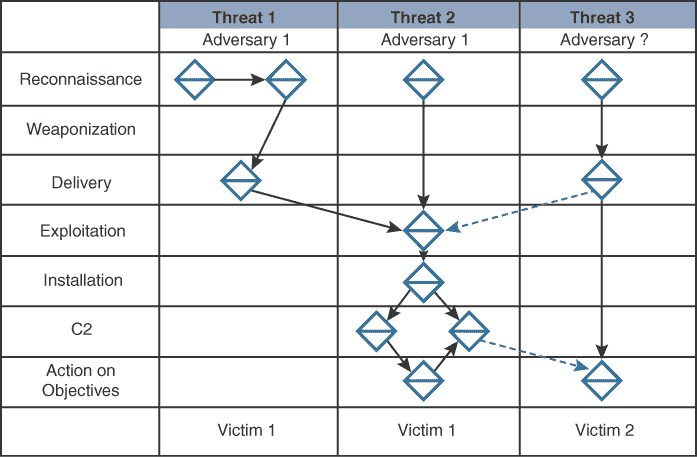 Threat 1 Threat 2 Threat 3
Adversary 1 Adversary 1 Adversary ?
Reconnaissance
Weaponization
Delivery
Exploitation
Installation
C2
Action on
Objectives
Victim 1 Victim 1 Victim 2